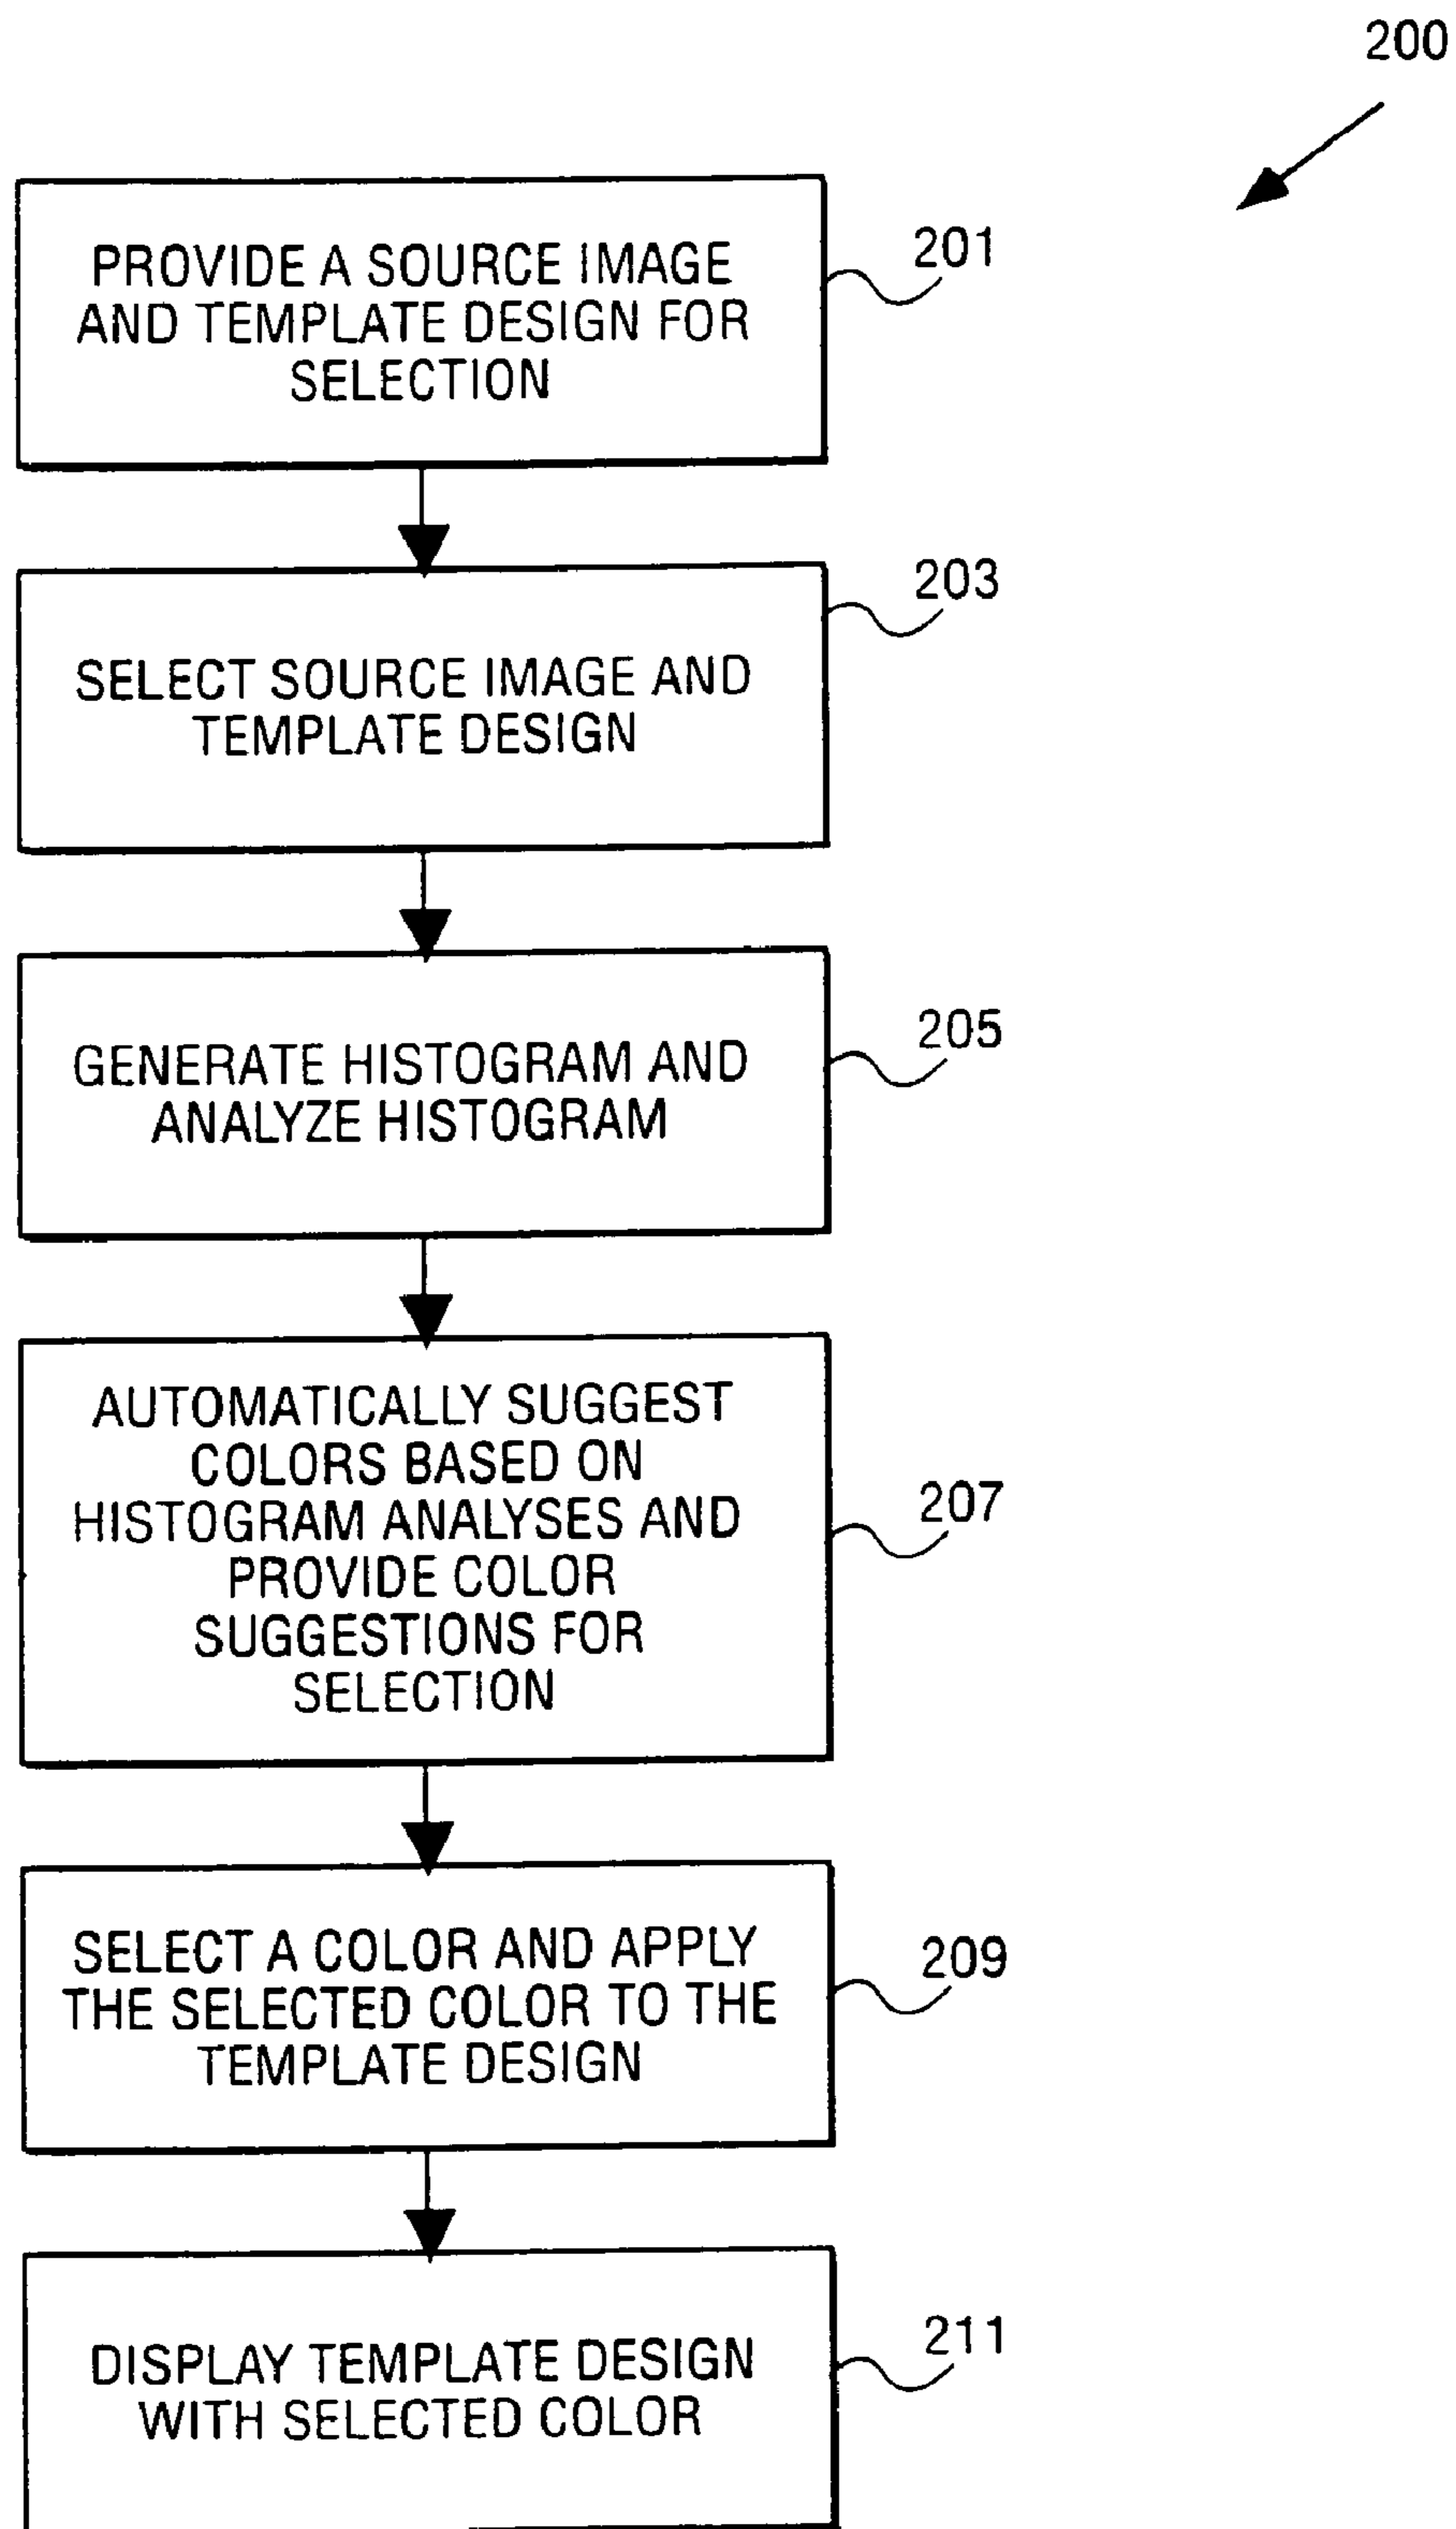 200
PROVIDE A SOURCE IMAGE
AND TEMPLATE DESIGN FOR
SELECTION
201
SELECT SOURCE IMAGE AND
TEMPLATE DESIGN
203
GENERATE HISTOGRAM AND
ANALYZE HISTOGRAM
205
AUTOMATICALLY SUGGEST
COLORS BASED ON
HISTOGRAM ANALYSES AND
PROVIDE COLOR
SUGGESTIONS FOR
SELECTION
207
SELECT A COLOR AND APPLY
THE SELECTED COLOR TO THE
TEMPLATE DESIGN
209
DISPLAY TEMPLATE DESIGN
WITH SELECTED COLOR
211